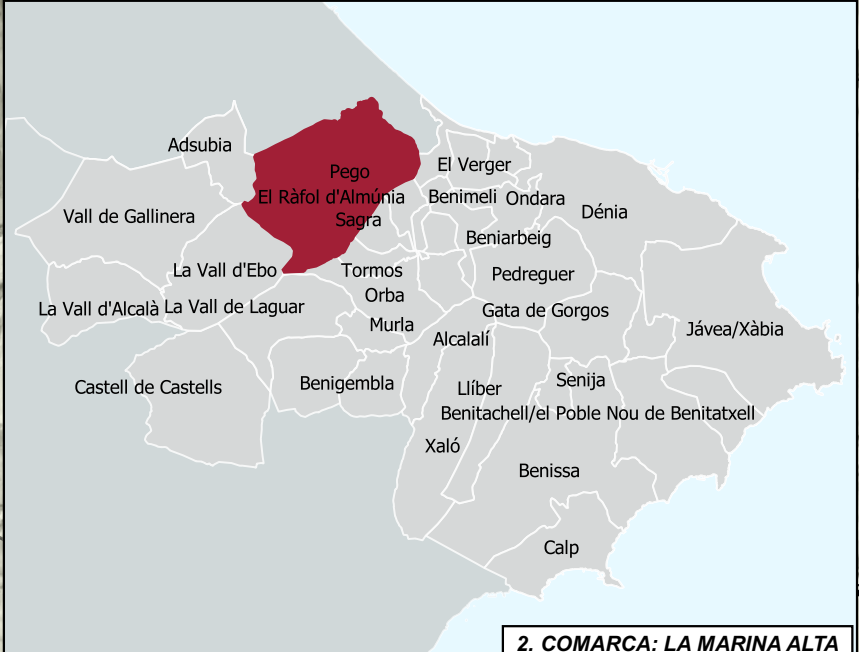 Adsubia
El Verger
Pego
El Ràfol d'Almúnia
Benimeli
Ondara
Dénia
Vall de Gallinera
Sagra
Beniarbeig
La Vall d'Ebo
Tormos
Pedreguer
Orba
La Vall d'Alcalà
La Vall de Laguar
Gata de Gorgos
Murla
Jávea/Xàbia
Alcalalí
Castell de Castells
Benigembla
Llíber
Senija
Benitachell/el Poble Nou de Benitatxell
Xaló
Benissa
Calp
2. COMARCA: LA MARINA ALTA